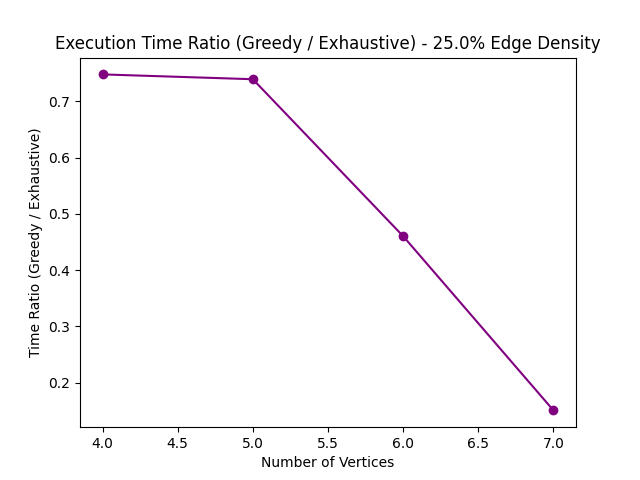 Execution Time Ratio (Greedy / Exhaustive) - 25.0% Edge Density
Time Ratio (Greedy / Exhaustive)
0.7
0.6
0.5
0.4
0.3
0.2
4.0 4.5 5.0 5.5 6.0 6.5 7.0
Number of Vertices